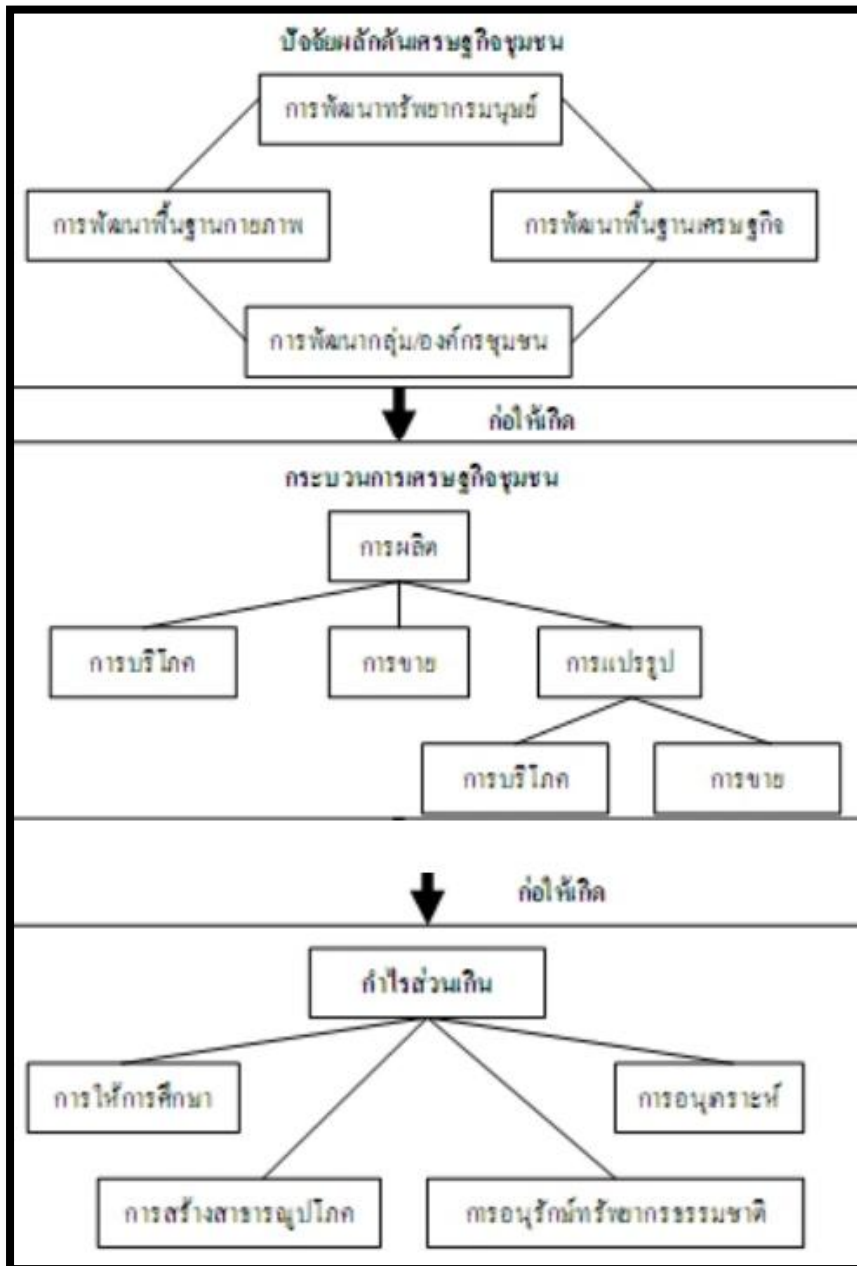 ปัจจัยผลักดันเศรษฐกิจชุมชน
การพัฒนาทรัพยากรมนุษย์
การพัฒนาพื้นฐานกายภาพ
การพัฒนาพื้นฐานเศรษฐกิจ
การพัฒนากลุ่ม/องค์กรชุมชน
ก่อให้เกิด
กระบวนการเศรษฐกิจชุมชน
การผลิต
การบริโภค
การขาย
การแปรรูป
การบริโภค
การขาย
ก่อให้เกิด
กำไรส่วนเกิน
การให้การศึกษา
การอนุเคราะห์
การสร้างสาธารณูปโภค
การอนุรักษ์ทรัพยากรธรรมชาติ